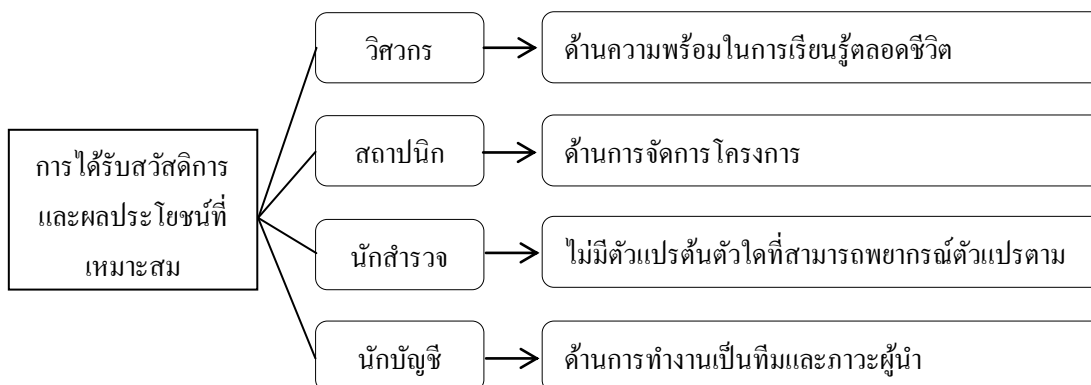 การได้รับสวัสดิการ
และผลประโยชน์ที่
เหมาะสม
วิศวกร
ด้านความพร้อมในการเรียนรู้ตลอดชีวิต
สถาปนิก
ด้านการจัดการโครงการ
นักสำรวจ
ไม่มีตัวแปรต้นตัวใดที่สามารถพยากรณ์ตัวแปรตาม
นักบัญชี
ด้านการทำงานเป็นทีมและภาวะผู้นำ